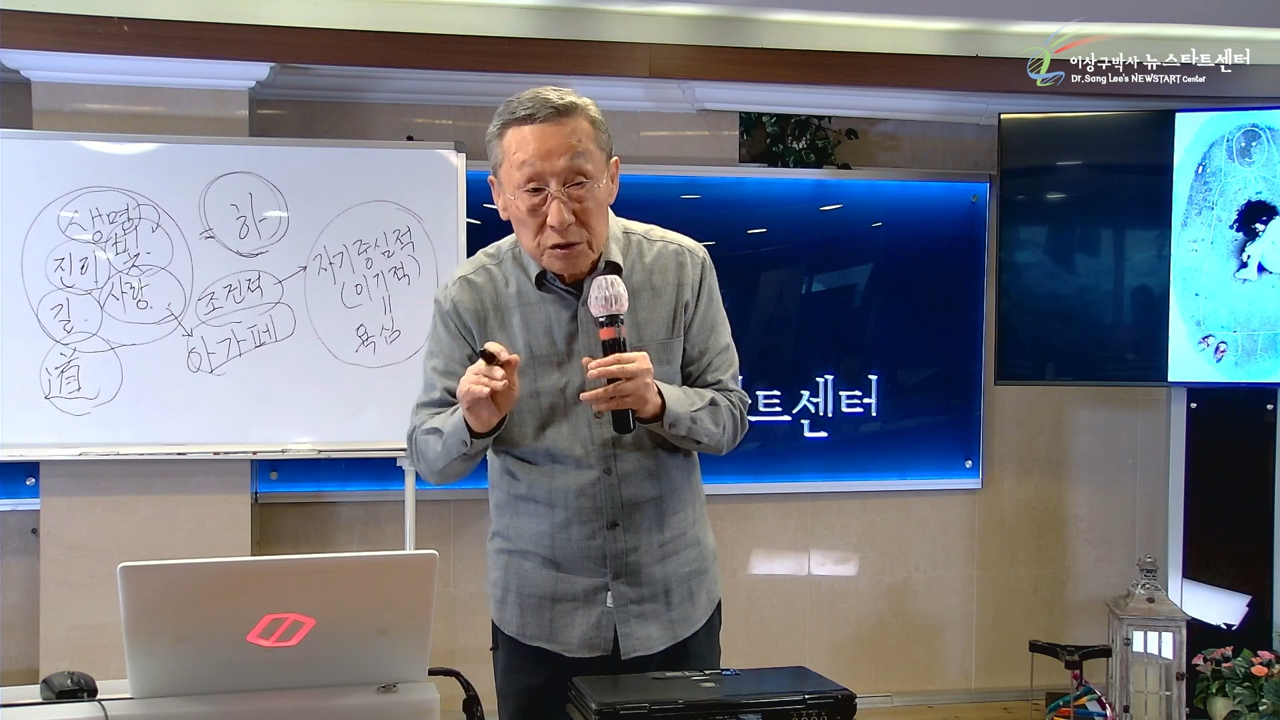 이상구박사 뉴스타트센터
Dr. Sang Lee's NEWSTART Center
생명
진리
사랑
길
道
= 하
조건적
아가페
자기중심적
(이기적)
욕심
타트센터